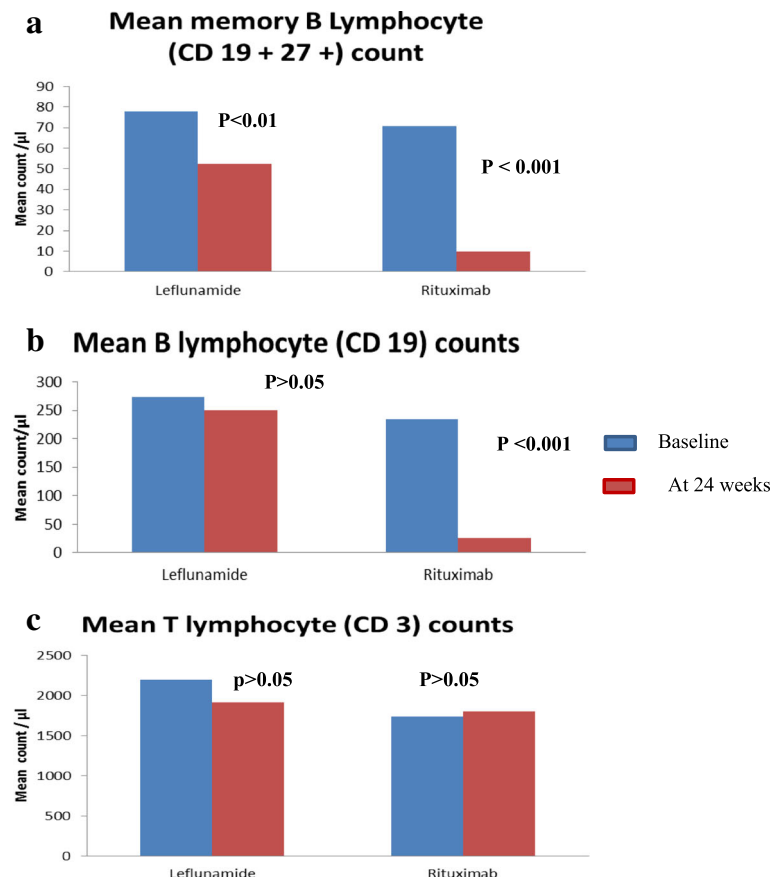 a
Mean memory B Lymphocyte
(CD 19 + 27 +) count
Mean count /µl
90
80
70
60
50
40
30
20
10
0
P<0.01
P < 0.001
Leflunamide
Rituximab
b
Mean B lymphocyte (CD 19) counts
Mean count/µl
300
250
200
150
100
50
0
P>0.05
P <0.001
Leflunamide
Rituximab
Baseline
At 24 weeks
c
Mean T lymphocyte (CD 3) counts
Mean count / µl
2500
2000
1500
1000
500
0
p>0.05
P>0.05
Leflunamide
Rituximab